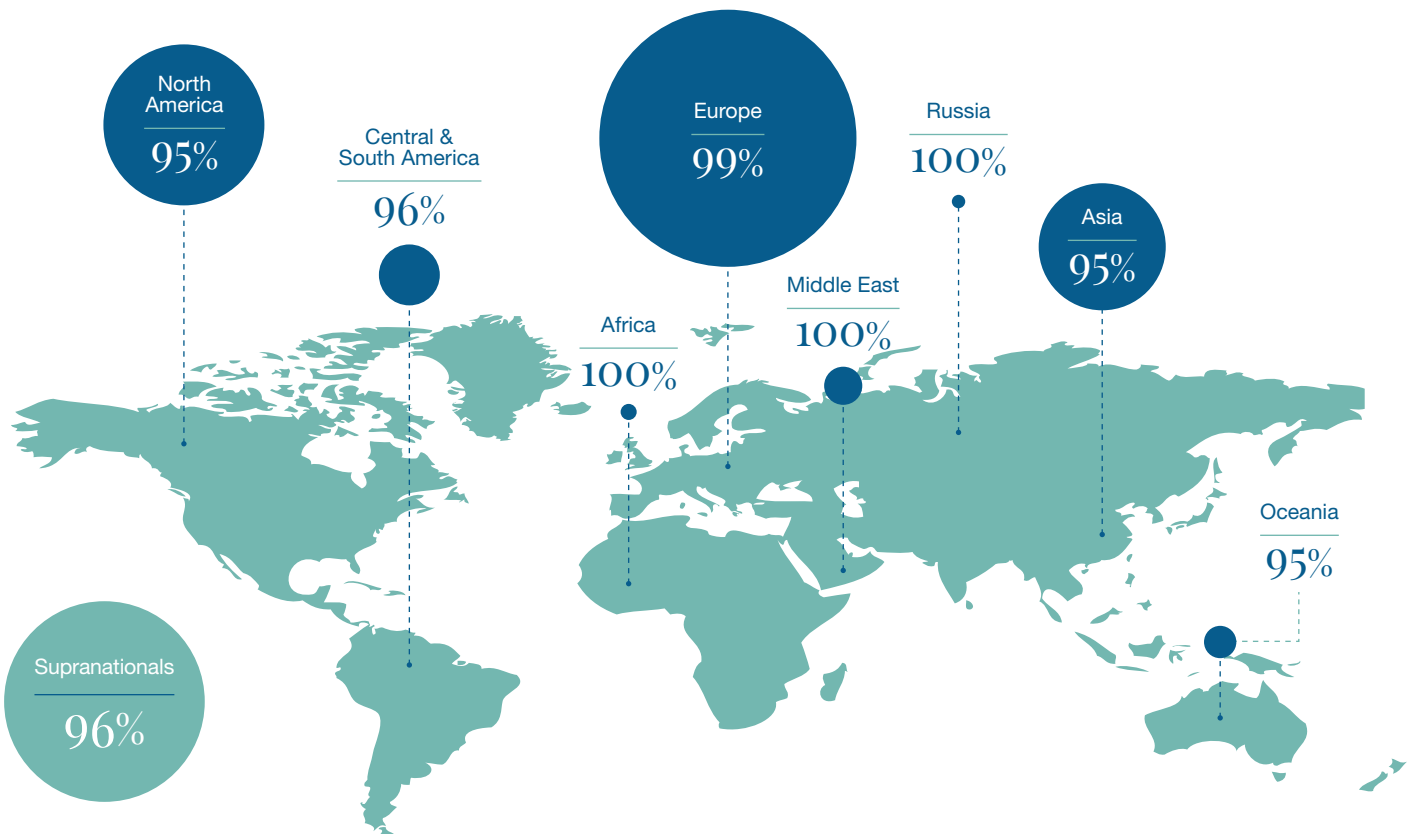 North
America
95%
Central &
South America
96%
Europe
99%
Russia
100%
Asia
95%
Middle East
100%
Africa
100%
Oceania
95%
Supranationals
96%